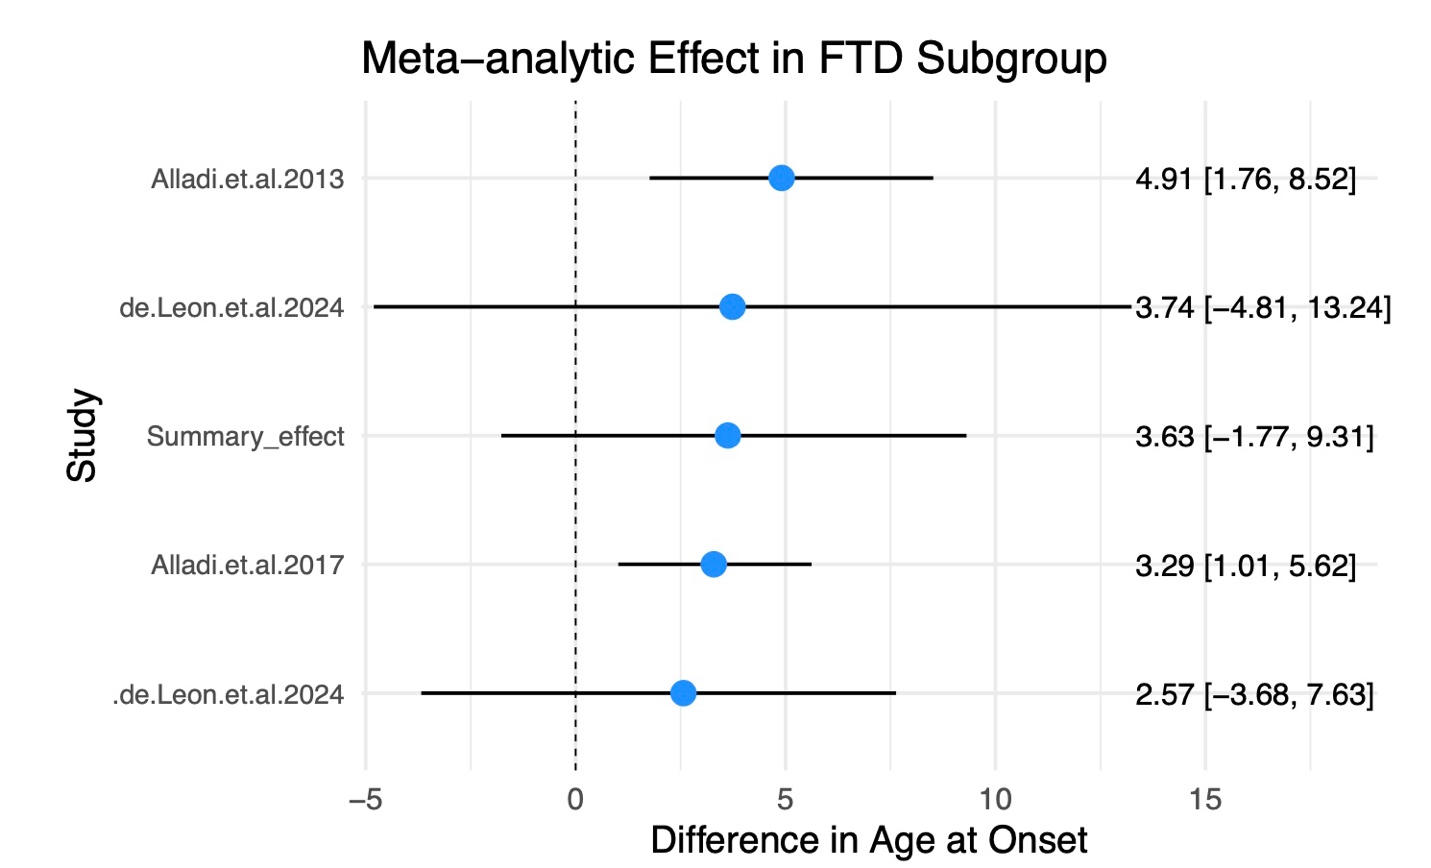 Meta−analytic Effect in FTD Subgroup
Alladi.et.al.2013 4.91 [1.76, 8.52]
de.Leon.et.al.2024 3.74 [−4.81, 13.24]
Summary_effect 3.63 [−1.77, 9.31]
Alladi.et.al.2017 3.29 [1.01, 5.62]
.de.Leon.et.al.2024 2.57 [−3.68, 7.63]
Study
−5 0 5 10 15
Difference in Age at Onset